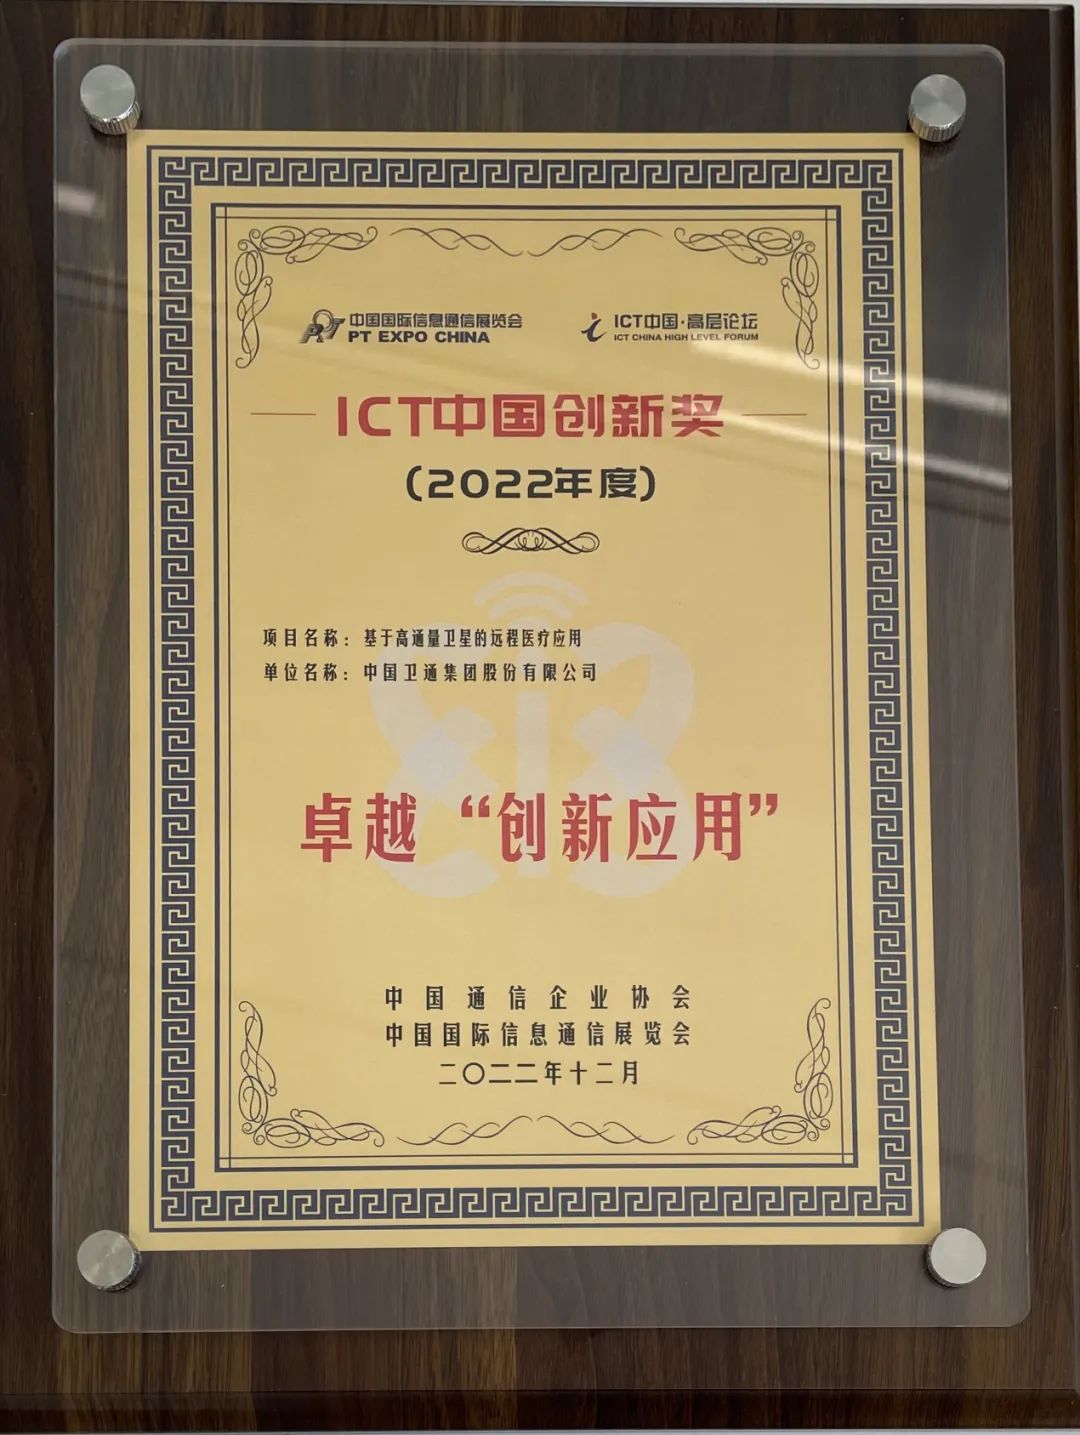 中国国际信息通信展览会
PT EXPO CHINA
ICT中国·高层论坛
ICT CHINA HIGH LEVEL FORUM
ICT中国创新奖
(2022年度)
项目名称：基于高通量卫星的远程医疗应用
单位名称：中国卫通集团股份有限公司
卓越“创新应用”
中国通信企业协会
中国国际信息通信展览会
二〇二二年十二月